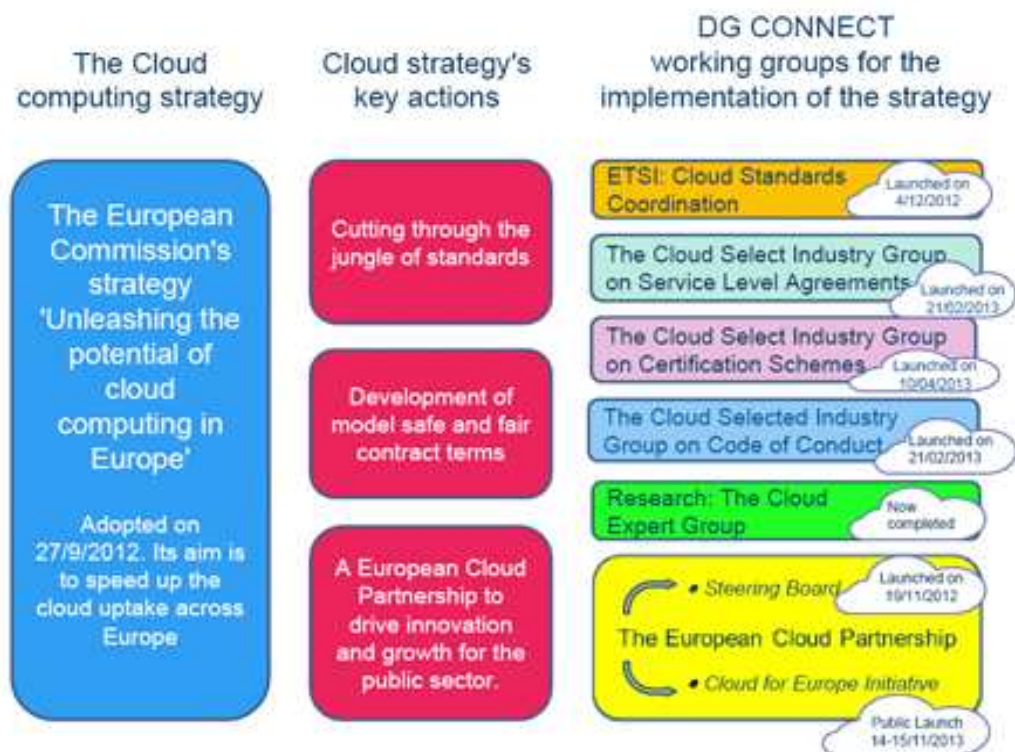 The Cloud
computing strategy
Cloud strategy's
key actions
DG CONNECT
working groups for the
implementation of the strategy
The European
Commission's
strategy
'Unleashing the
potential of
cloud
computing in
Europe'
Adopted on
27/9/2012. Its aim is
to speed up the
cloud uptake across
Europe
Cutting through the
jungle of standards
Development of
model safe and fair
contract terms
A European Cloud
Partnership to
drive innovation
and growth for the
public sector.
ETSI: Cloud Standards
Coordination
Launched on
4/12/2012
The Cloud Select Industry Group
on Service Level Agreements
Launched on
21/02/2013
The Cloud Select Industry Group
on Certification Schemes
Launched on
10/04/2013
The Cloud Selected Industry
Group on Code of Conduct
Launched on
21/02/2013
Research: The Cloud
Expert Group
Now
completed
• Steering Board
Launched on
19/11/2012
The European Cloud Partnership
• Cloud for Europe Initiative
Public Launch
14-15/11/2013